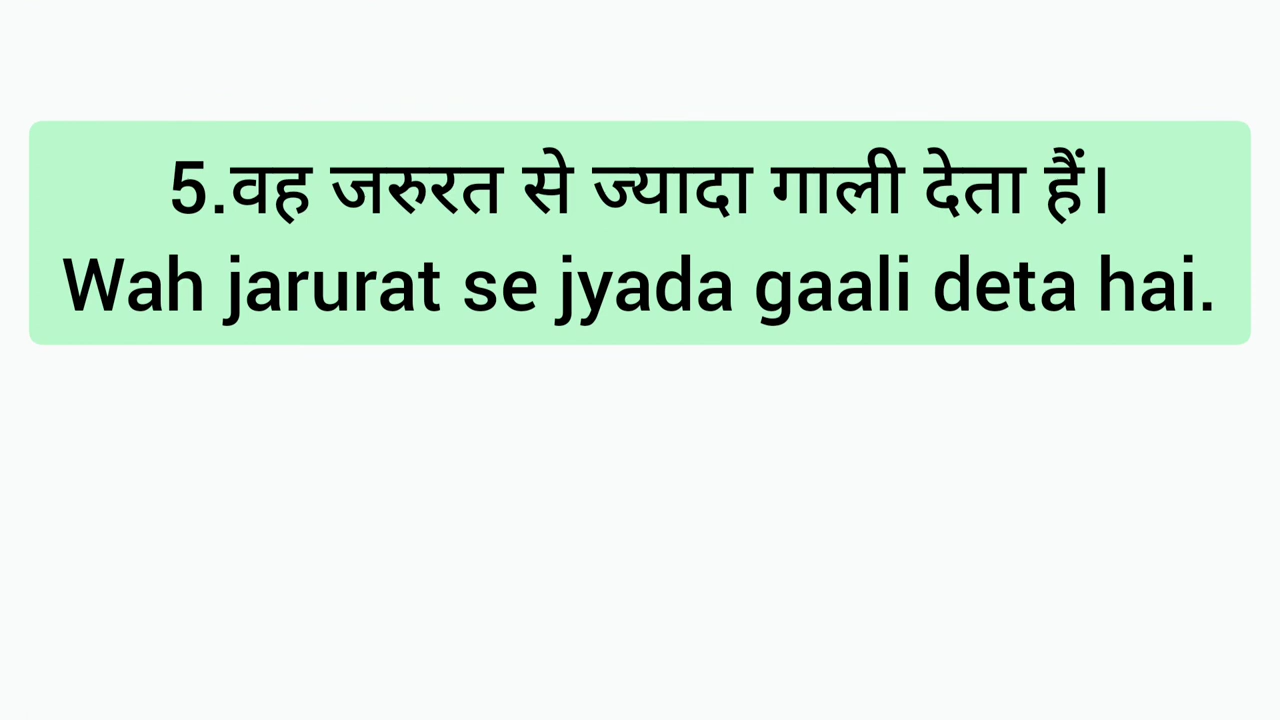 5.वह जरुरत से ज्यादा गाली देता हैं।
Wah jarurat se jyada gaali deta hai.